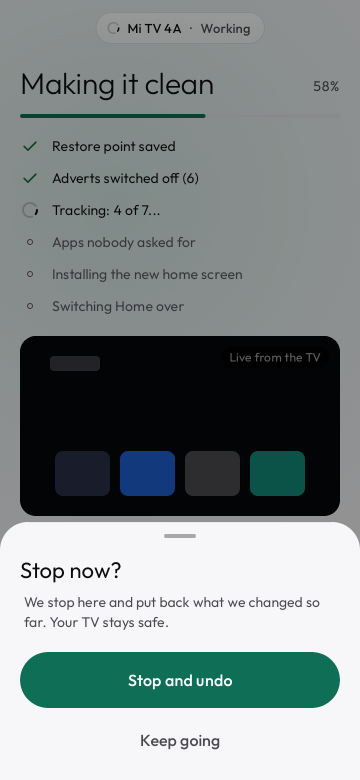 Mi TV 4A · Working
Making it clean
58%
Restore point saved
Adverts switched off (6)
Tracking: 4 of 7...
Apps nobody asked for
Installing the new home screen
Switching Home over
Live from the TV
Stop now?
We stop here and put back what we changed so
far. Your TV stays safe.
Stop and undo
Keep going